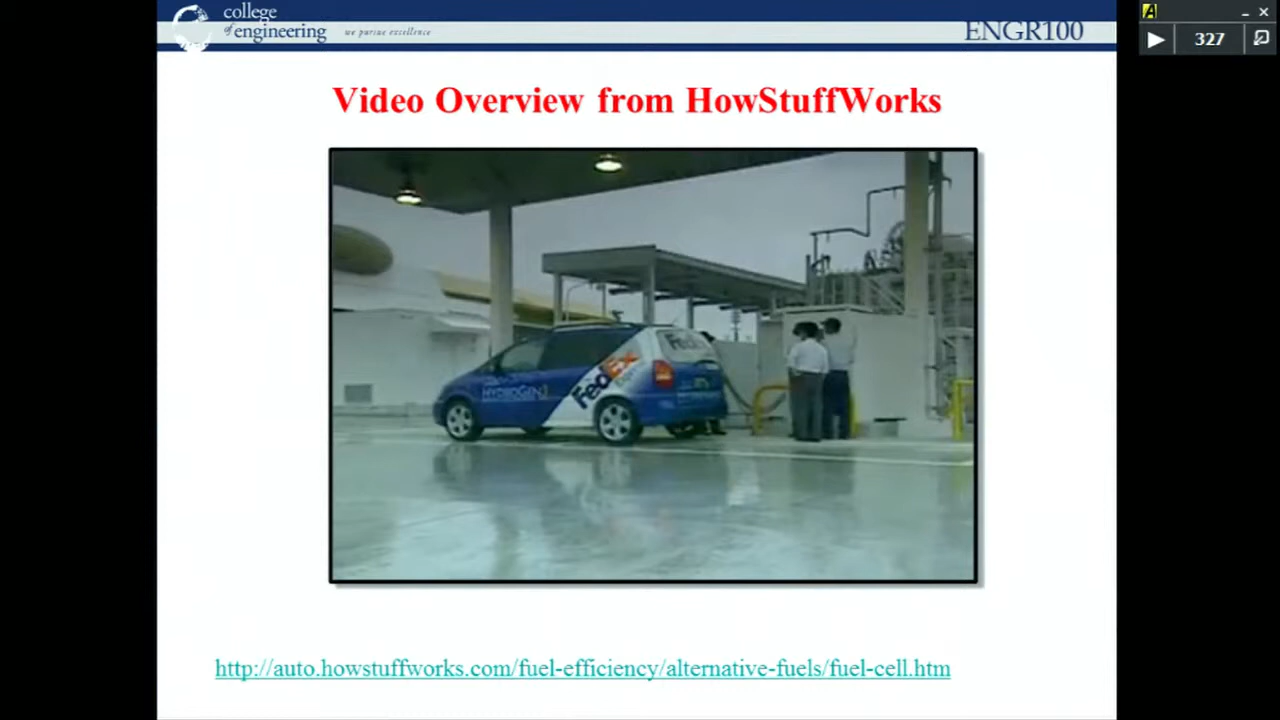 college
of engineering
we pursue excellence
ENGR100
327
Video Overview from HowStuffWorks
FedEx
HYDROGEN3
http://auto.howstuffworks.com/fuel-efficiency/alternative-fuels/fuel-cell.htm